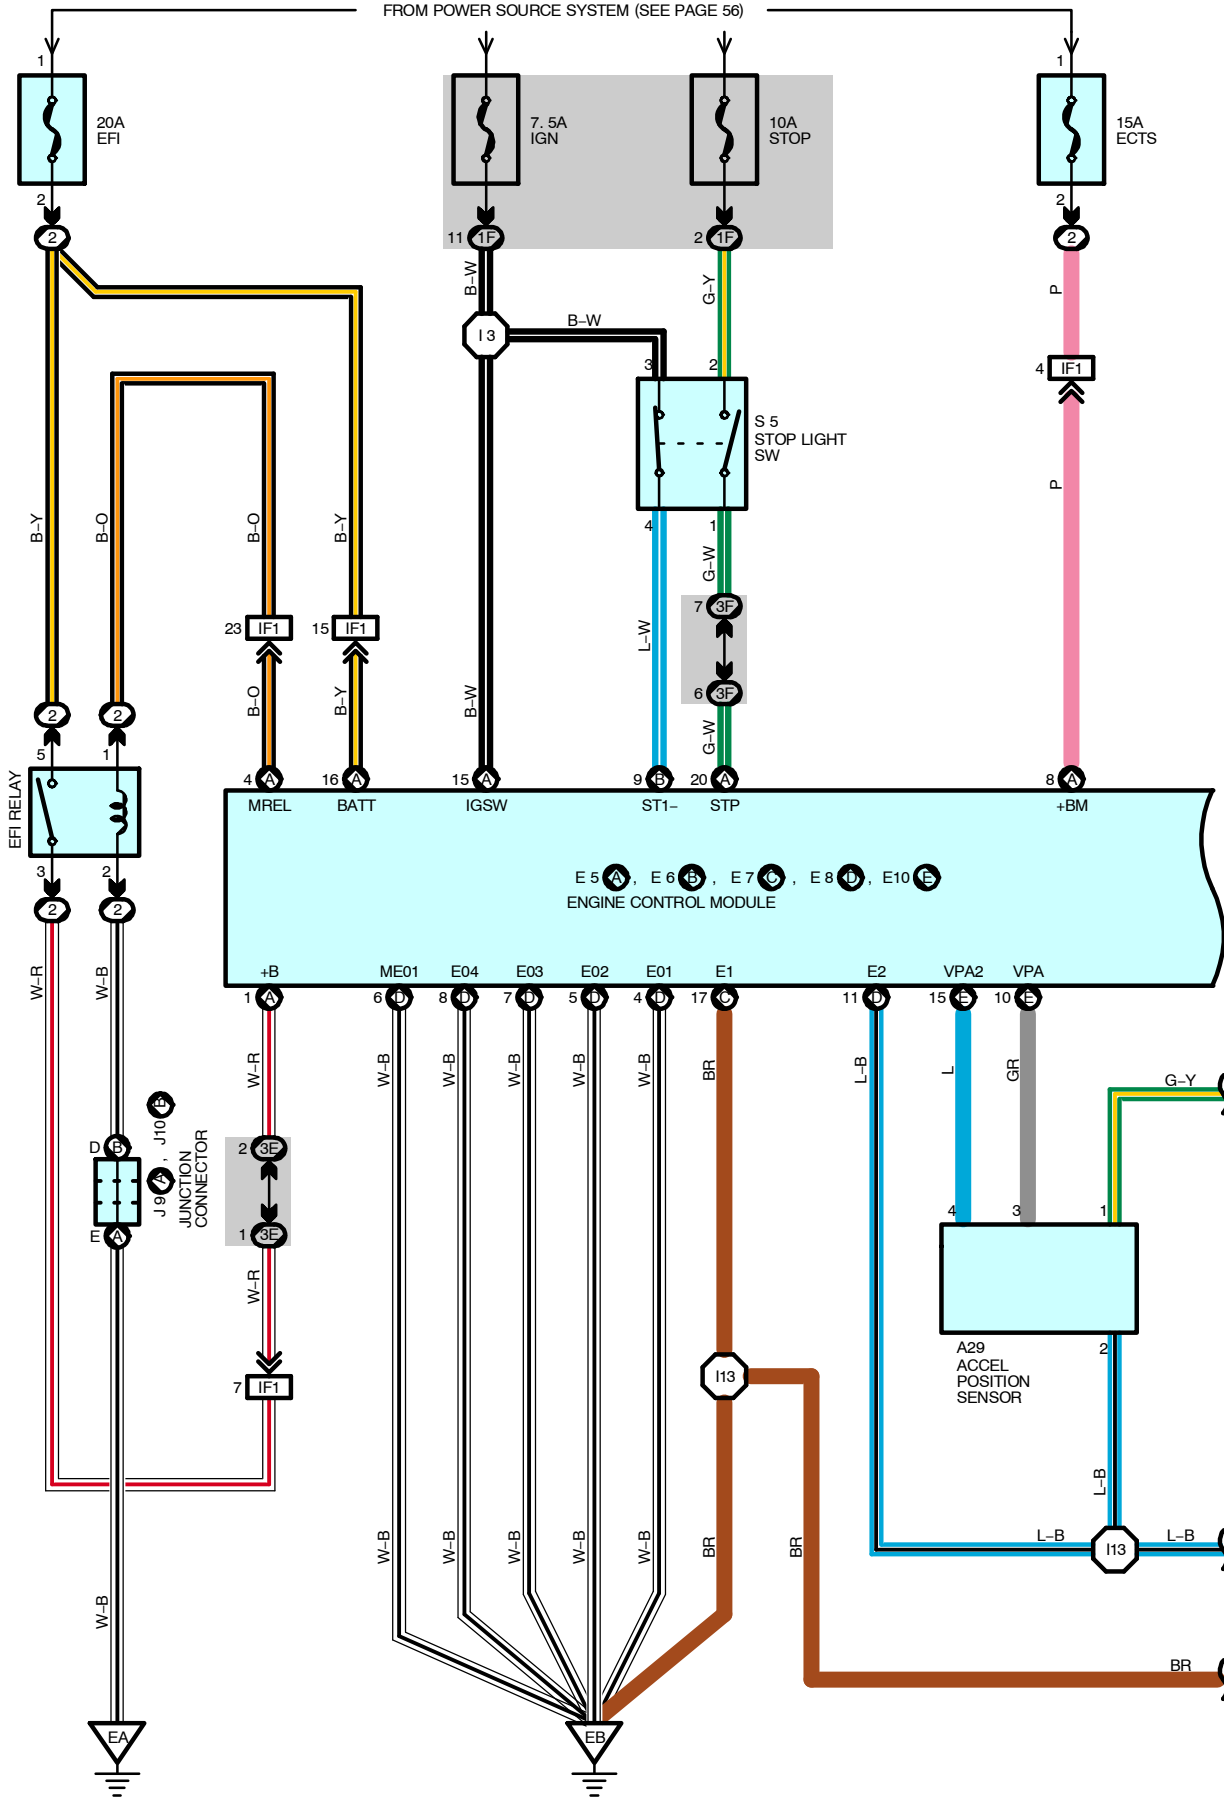 FROM POWER SOURCE SYSTEM (SEE PAGE 56)
1
1
20A
EFI
7. 5A
IGN
10A
STOP
15A
ECTS
2
2
2
11
1F
2
1F
2
B–W
G–Y
P
I 3
B–W
3
2
4
IF1
S 5
STOP LIGHT
SW
4
1
B–Y
B–O
B–O
B–Y
G–W
P
7
3F
23
IF1
15
IF1
L–W
6
3F
B–O
B–Y
B–W
G–W
2
2
5
1
EFI RELAY
4
A
16
A
15
A
9
B
20
A
8
A
MREL
BATT
IGSW
ST1–
STP
+BM
3
2
2
2
E 5
A
,
E 6
B
,
E 7
C
,
E 8
D
,
E10
E
ENGINE CONTROL MODULE
+B
ME01
E04
E03
E02
E01
E1
E2
VPA2
VPA
1
A
6
D
8
D
7
D
5
D
4
D
17
C
11
D
15
E
10
E
W–R
W–B
W–R
W–B
W–B
W–B
W–B
W–B
BR
L–B
L
GR
G–Y
D
B
J 9
A
,
J10
B
JUNCTION
CONNECTOR
2
3E
E
A
1
3E
4
3
1
W–R
A29
ACCEL
POSITION
SENSOR
2
7
IF1
I13
L–B
W–B
W–B
W–B
W–B
W–B
BR
BR
L–B
I13
L–B
W–B
BR
EA
EB